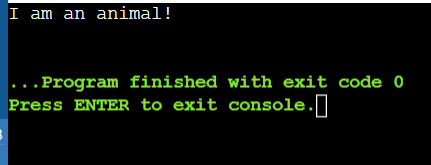 I am an animal!
...Program finished with exit code 0
Press ENTER to exit console.